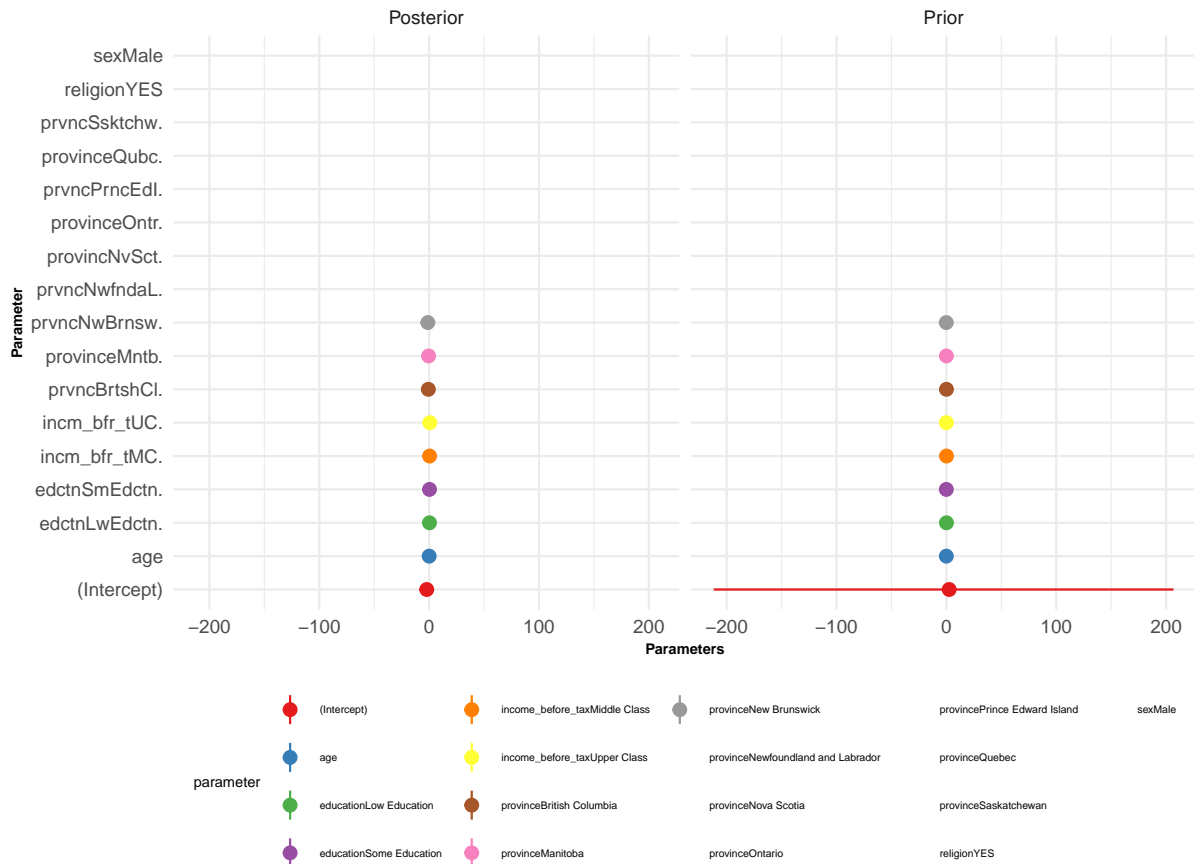 Posterior
Prior
sexMale
religionYES
prvncSsktchw.
provinceQubc.
prvncPrncEdI.
provinceOntr.
provincNvSct.
prvncNwfndaL.
prvncNwBrnsw.
provinceMntb.
prvncBrtshCl.
incm_bfr_tUC.
incm_bfr_tMC.
edctnSmEdctn.
edctnLwEdctn.
age
(Intercept)
Parameter
−200 −100 0 100 200 −200 −100 0 100 200
Parameters
parameter
(Intercept)
age
educationLow Education
educationSome Education
income_before_taxMiddle Class
income_before_taxUpper Class
provinceBritish Columbia
provinceManitoba
provinceNew Brunswick
provinceNewfoundland and Labrador
provinceNova Scotia
provinceOntario
provincePrince Edward Island
provinceQuebec
provinceSaskatchewan
religionYES
sexMale